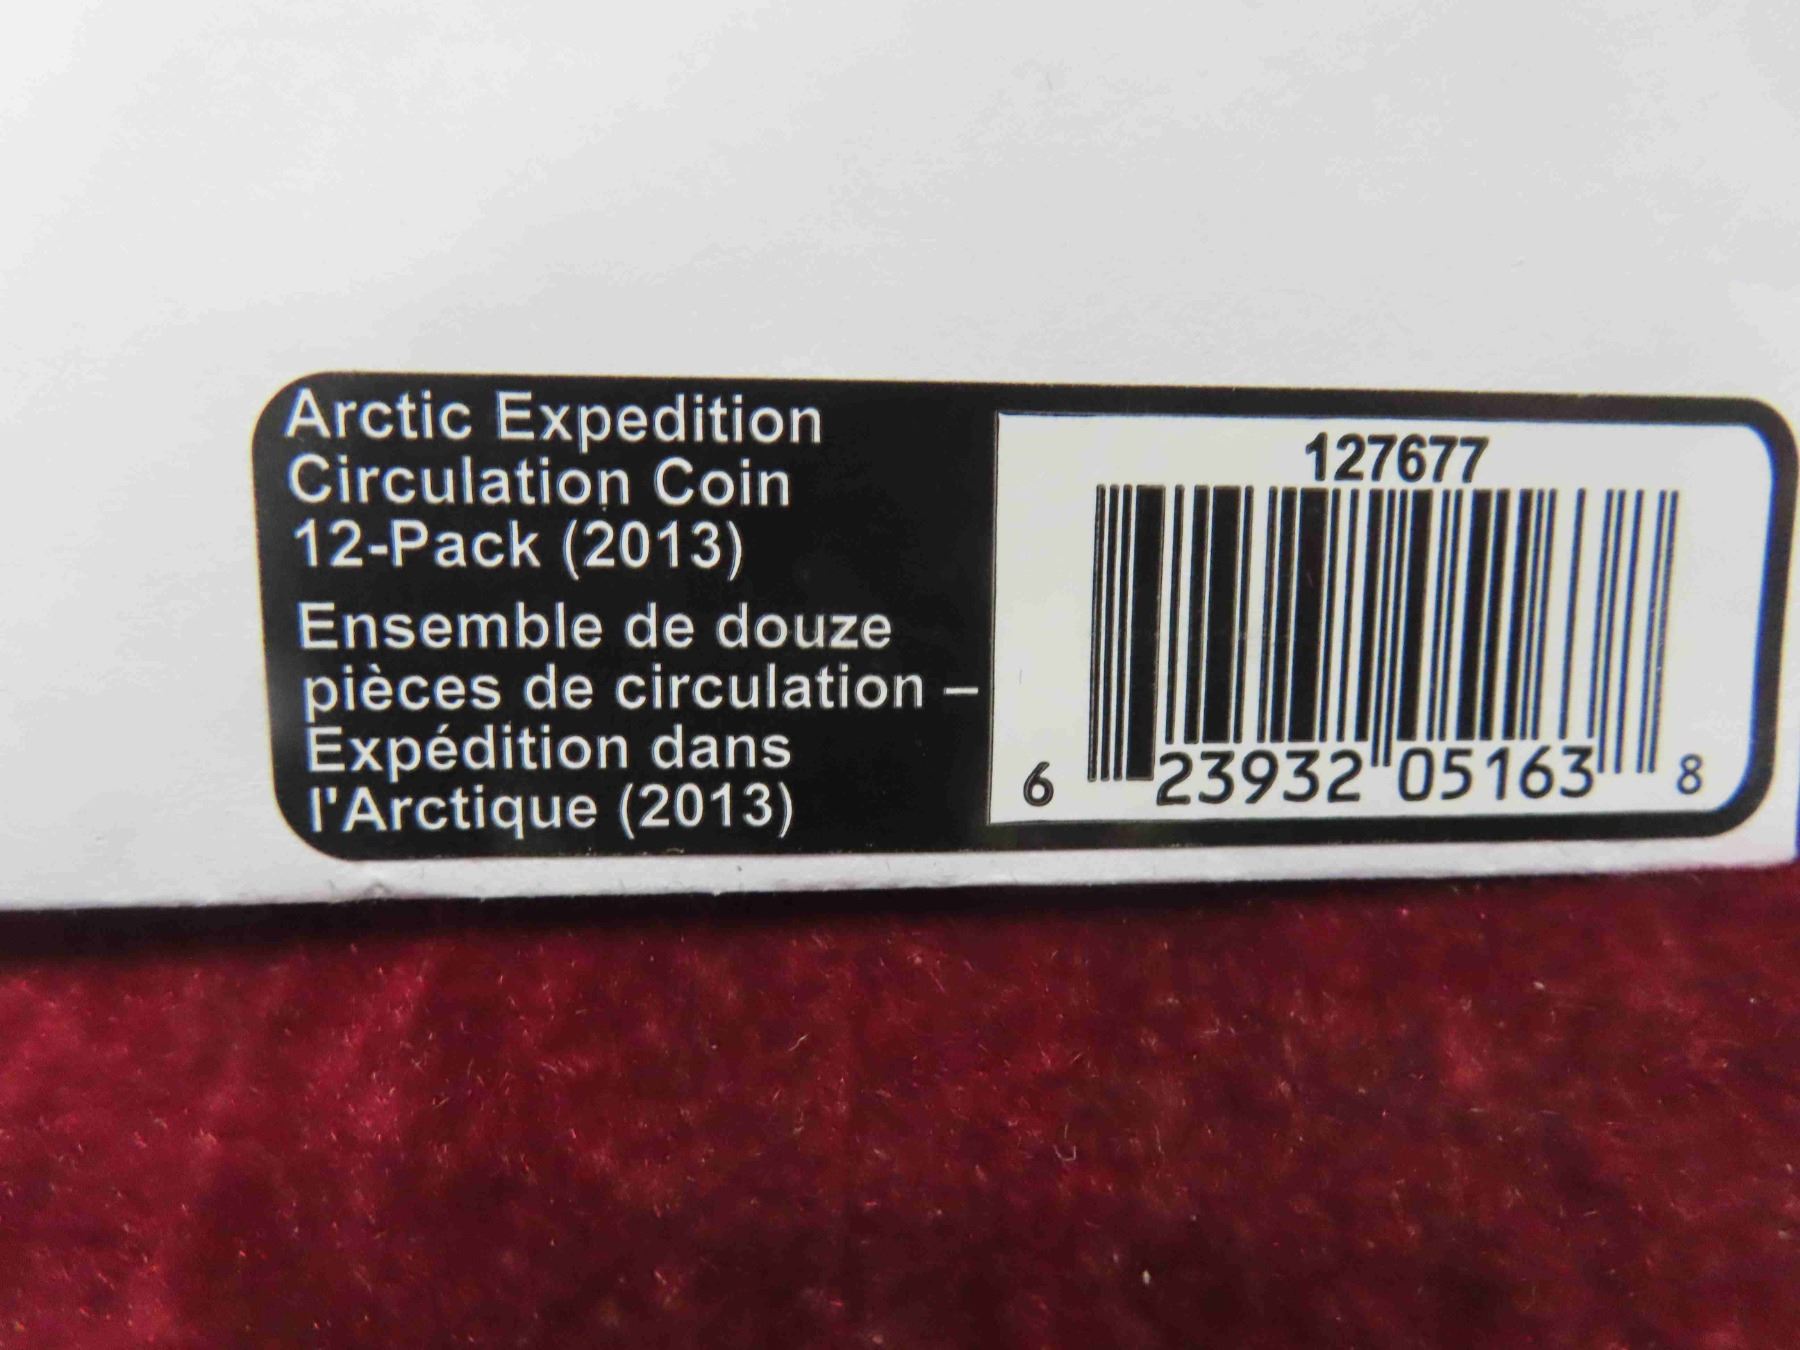 Arctic Expedition
Circulation Coin
12-Pack (2013)
Ensemble de douze
pièces de circulation –
Expédition dans
l'Arctique (2013)
127677
6 23932 05163 8